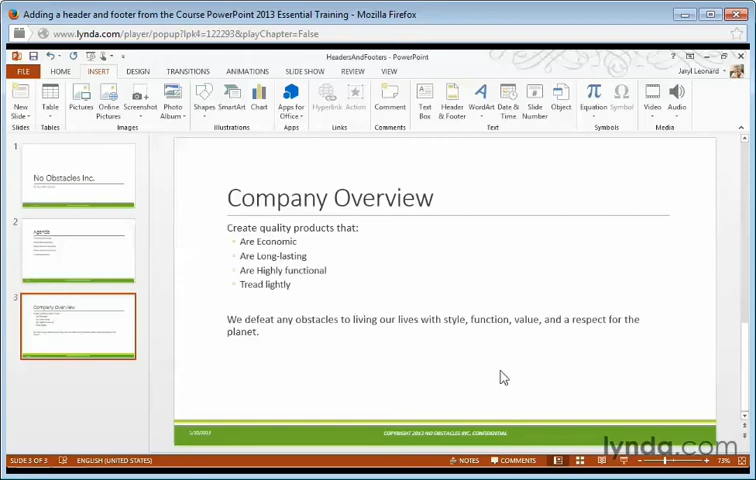 Adding a header and footer from the Course PowerPoint 2013 Essential Training - Mozilla Firefox
www.lynda.com/player/popup?lpk4=122293&playChapter=False
HeadersAndFooters - PowerPoint
FILE HOME INSERT DESIGN TRANSITIONS ANIMATIONS SLIDE SHOW REVIEW VIEW Jaryl Leonard
New Slide Table Pictures Online Pictures Screenshot Photo Album Shapes SmartArt Chart Apps for Office Hyperlink Action Comment Text Box Header & Footer WordArt Date & Time Slide Number Object Equation Symbol Video Audio
Slides Tables Images Illustrations Apps Links Comments Text Symbols Media
1
No Obstacles Inc.
2
Agenda
3
Company Overview
Company Overview
Create quality products that:
Are Economic
Are Long-lasting
Are Highly functional
Tread lightly
We defeat any obstacles to living our lives with style, function, value, and a respect for the
planet.
COPYRIGHT 2013 NO OBSTACLES INC. CONFIDENTIAL
lynda.com
SLIDE 3 OF 3 ENGLISH (UNITED STATES) NOTES COMMENTS 73%